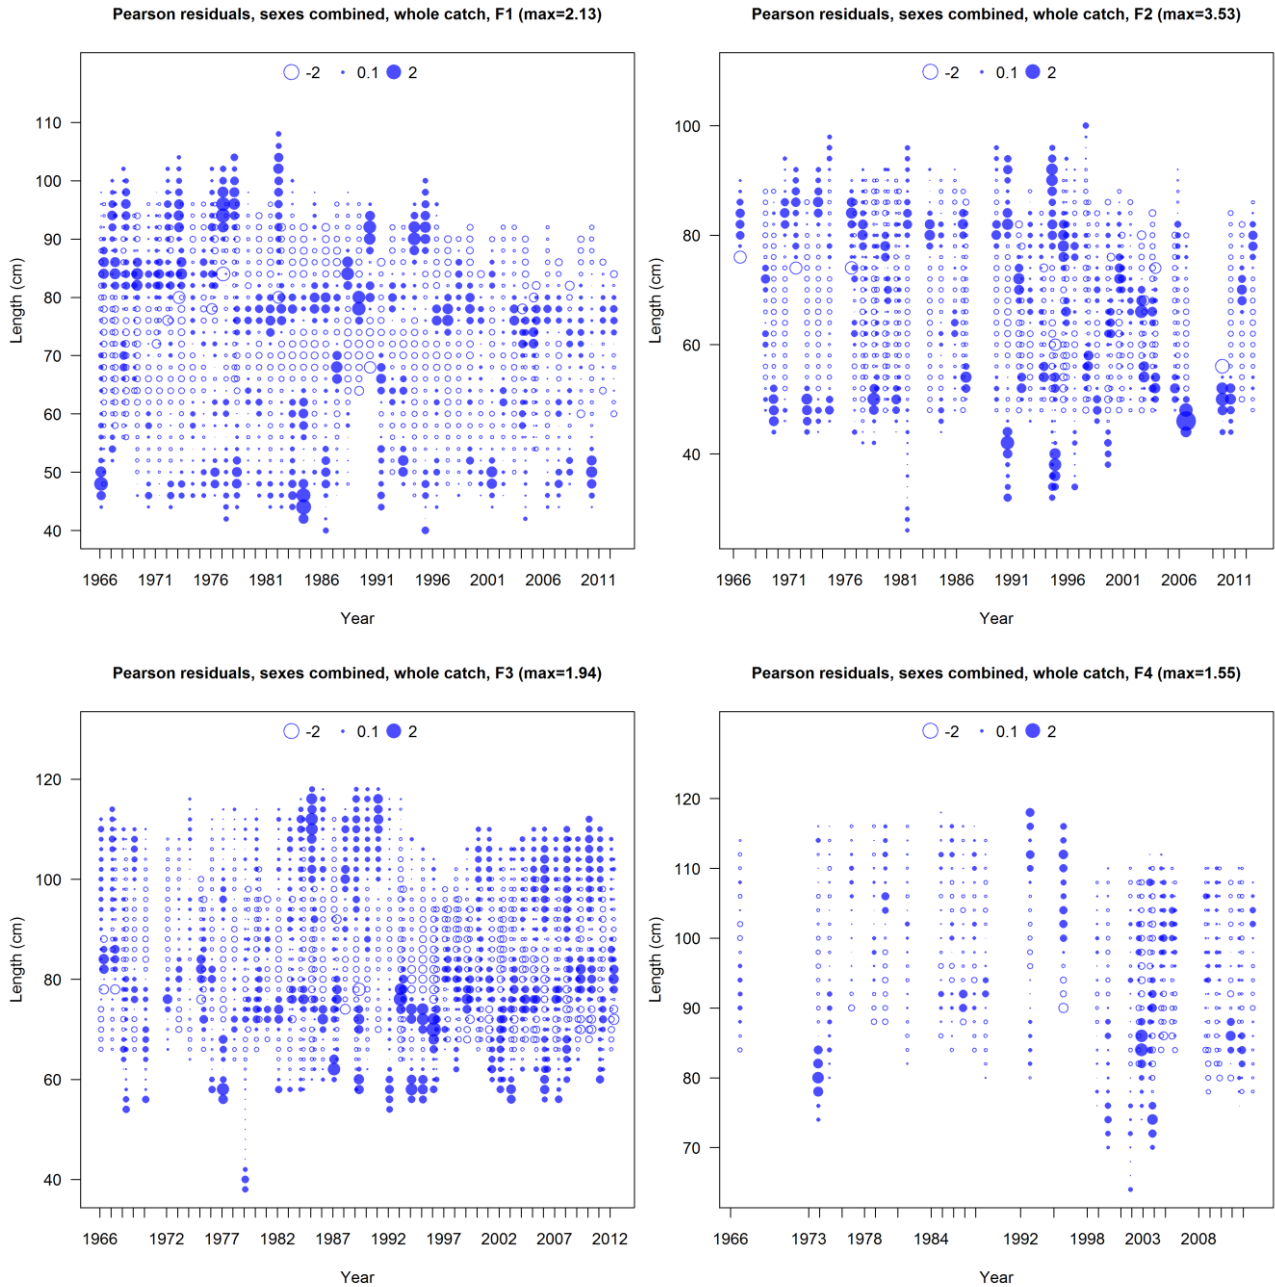 Pearson residuals, sexes combined, whole catch, F1 (max=2.13)
-2 0.1 2
110
100
90
80
70
60
50
40
Length (cm)
1966 1971 1976 1981 1986 1991 1996 2001 2006 2011
Year
Pearson residuals, sexes combined, whole catch, F2 (max=3.53)
-2 0.1 2
100
80
60
40
Length (cm)
1966 1971 1976 1981 1986 1991 1996 2001 2006 2011
Year
Pearson residuals, sexes combined, whole catch, F3 (max=1.94)
-2 0.1 2
120
100
80
60
40
Length (cm)
1966 1972 1977 1982 1987 1992 1997 2002 2007 2012
Year
Pearson residuals, sexes combined, whole catch, F4 (max=1.55)
-2 0.1 2
120
110
100
90
80
70
Length (cm)
1966 1973 1978 1984 1992 1998 2003 2008
Year